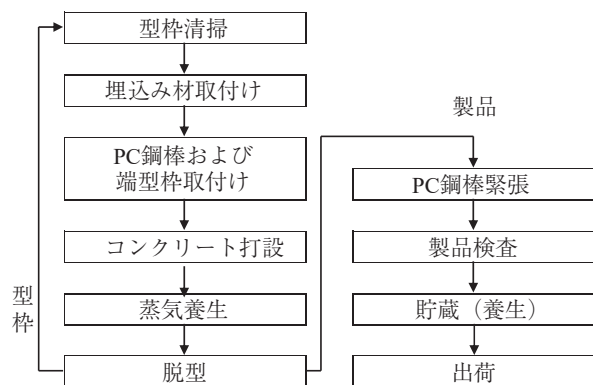 型枠清掃
埋込み材取付け
PC鋼棒および
端型枠取付け
コンクリート打設
蒸気養生
脱型
型
枠
製品
PC鋼棒緊張
製品検査
貯蔵（養生）
出荷